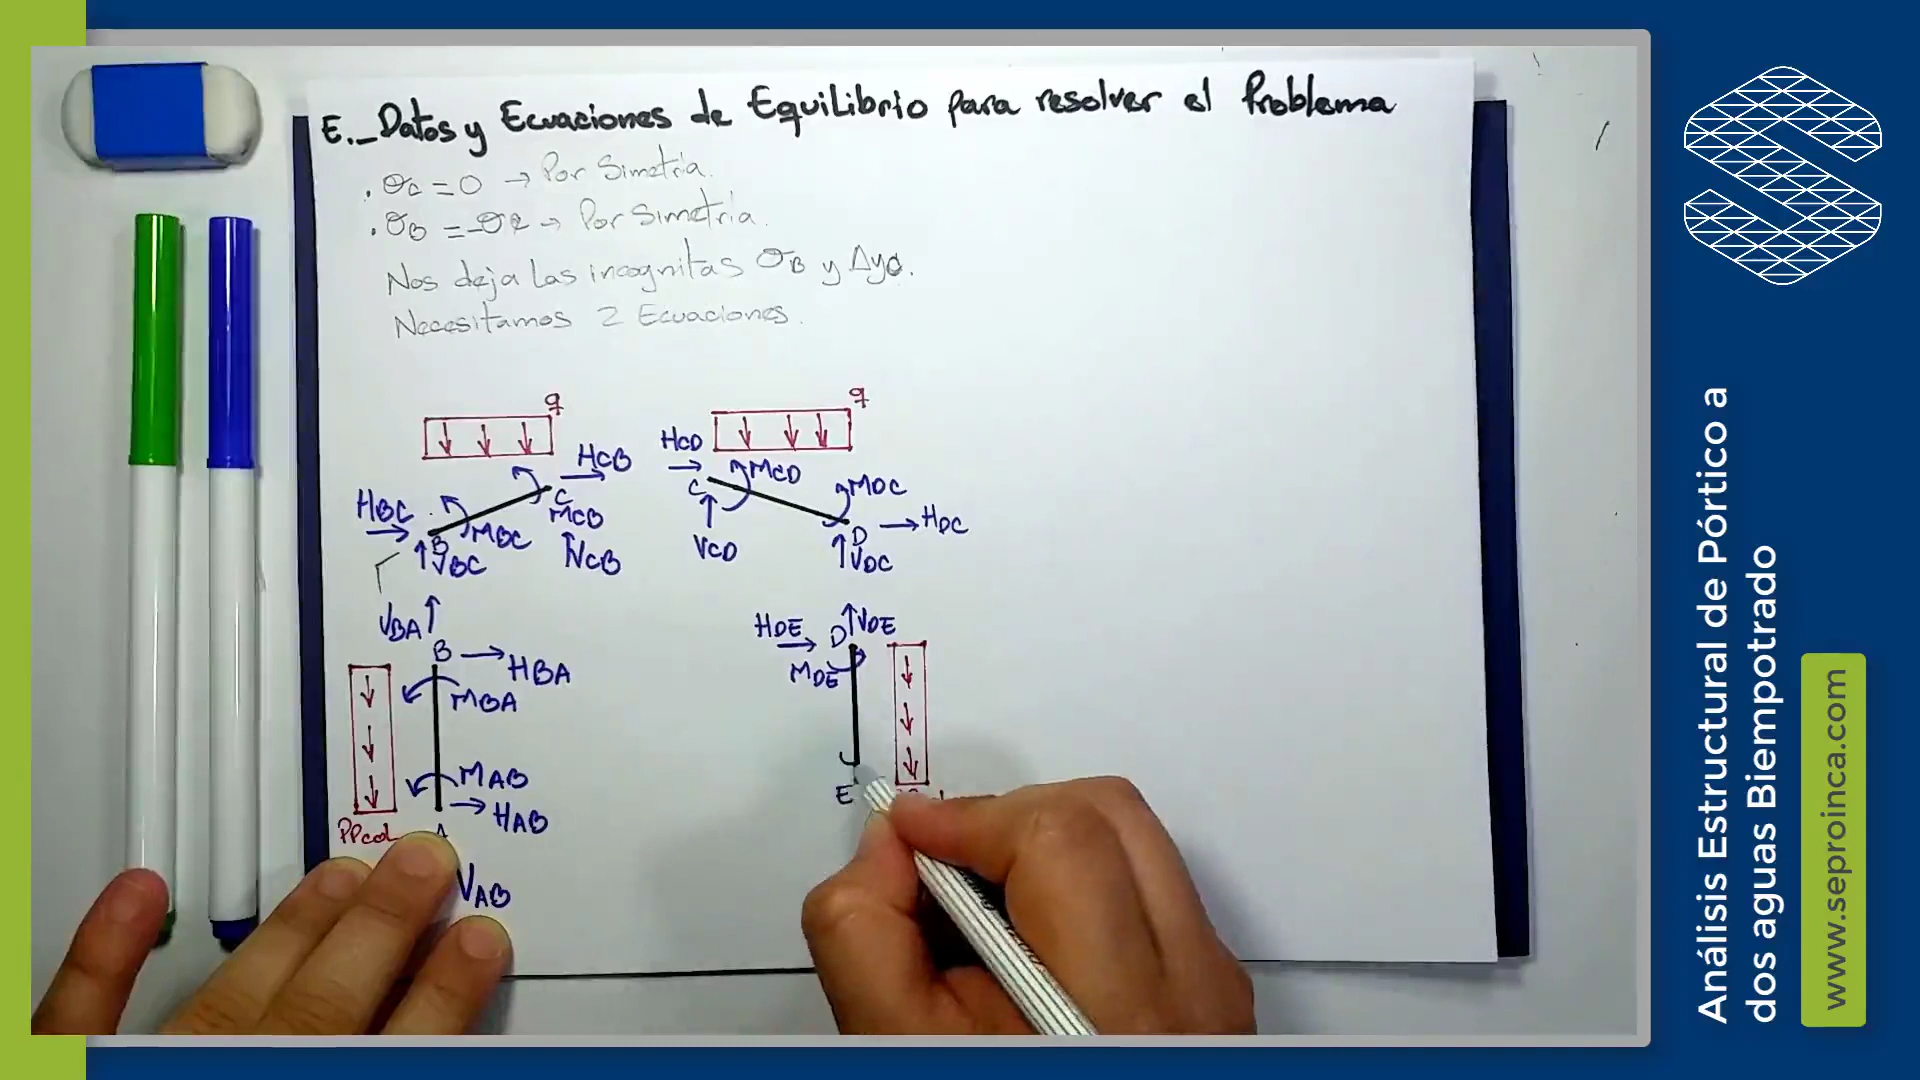 E._ Datos y Ecuaciones de Equilibrio para resolver el Problema
. θc = 0 → Por Simetria.
. θB = -θ2 → Por Simetria.
Nos deja las incognitas θB y Δyc.
Necesitamos 2 Ecuaciones.
q
q
HCB
HCD
MCD
C
HBC
C
MCB
MDC
HDC
MBC
B
VBC
VCB
VCD
D
VDC
VBA
B
HBA
MBA
HDE
D
VDE
MDE
MAB
HAB
E
PPcol
VAB
Análisis Estructural de Pórtico a
dos aguas Biempotrado
www.seproinca.com